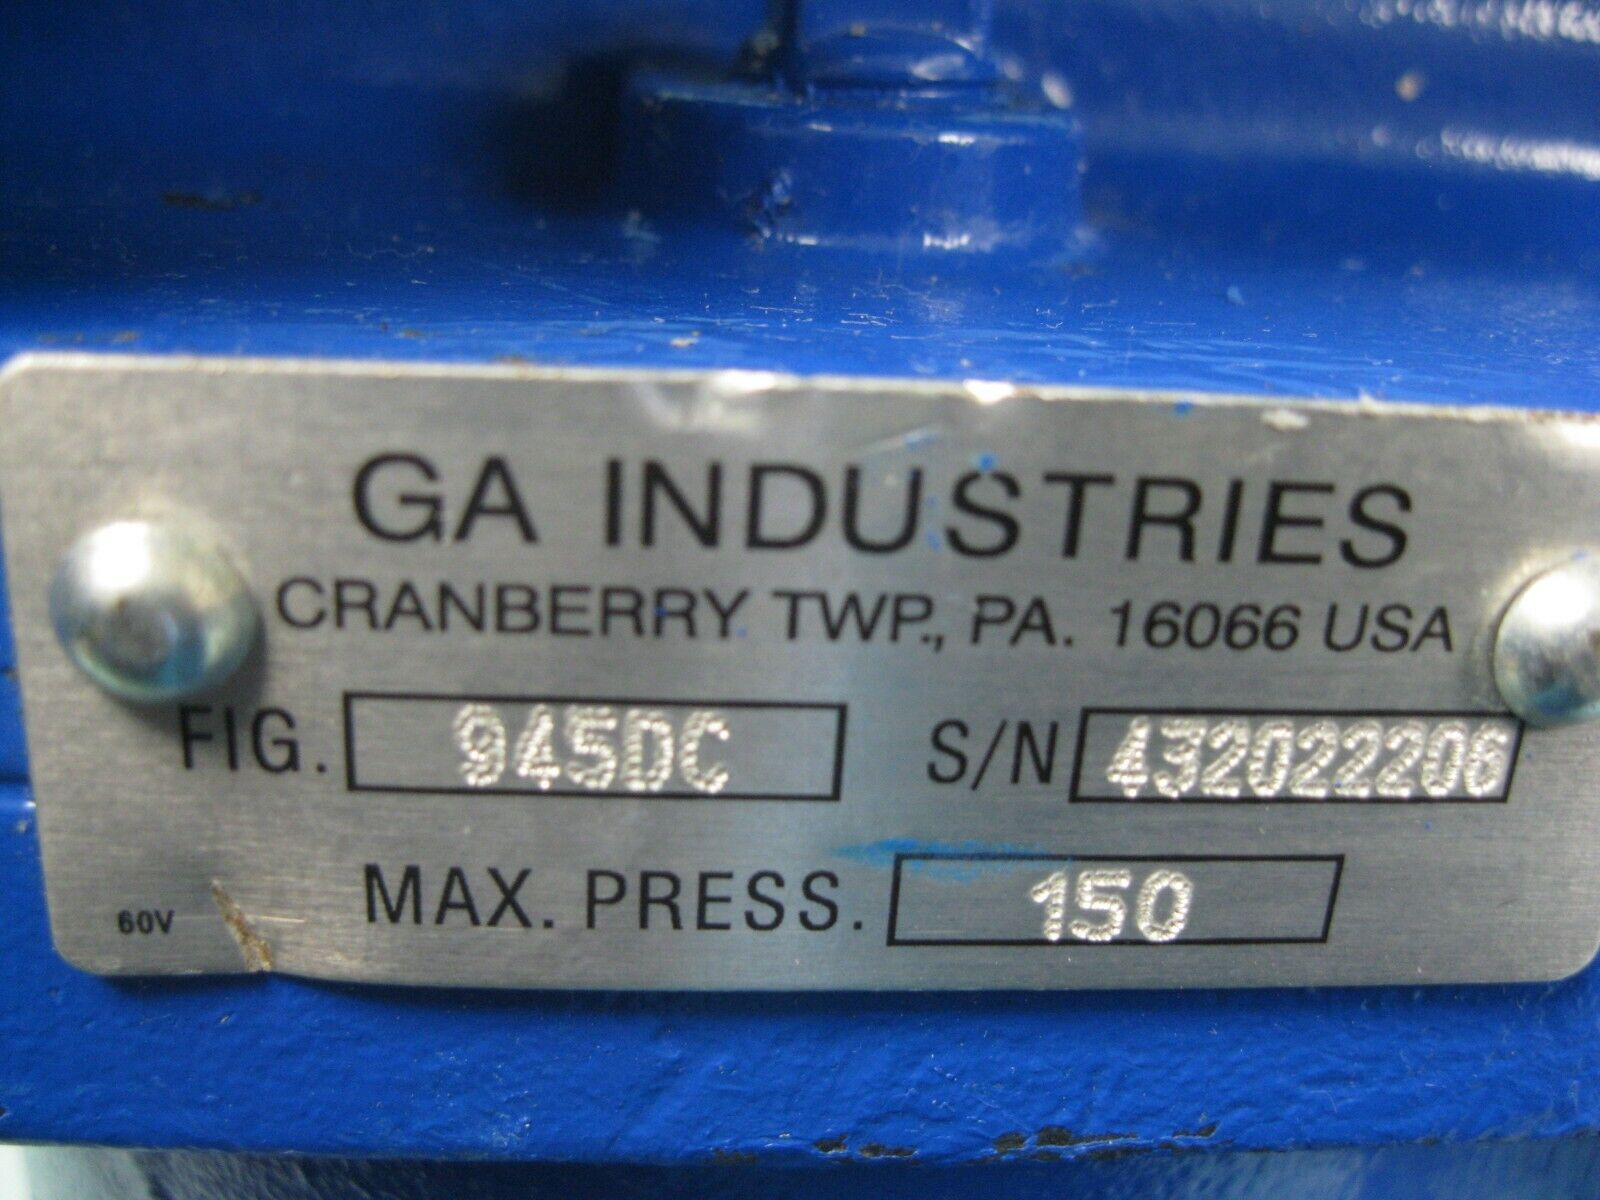 GA INDUSTRIES
CRANBERRY TWP., PA. 16066 USA
FIG. 945DC S/N 432022206
MAX. PRESS. 150
60V